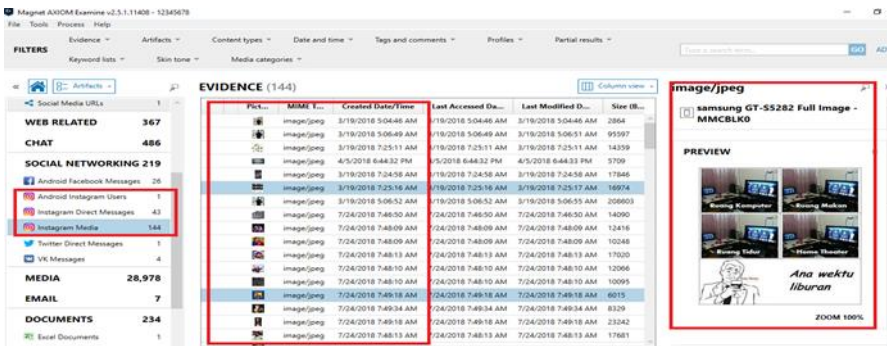 Magnet AXIOM Examine v2.5.1.11408 - 12345678
File Tools Process Help
FILTERS
Evidence Artifacts Content types Date and time Tags and comments Profiles Partial results
Keyword lists Skin tone Media categories
Type a search term...
GO AD
Artifacts
EVIDENCE (144)
Column view
Social Media URLs 1
WEB RELATED 367
CHAT 486
SOCIAL NETWORKING 219
Android Facebook Messages 26
Android Instagram Users 1
Instagram Direct Messages 43
Instagram Media 144
Twitter Direct Messages 1
VK Messages 4
MEDIA 28,978
EMAIL 7
DOCUMENTS 234
Excel Documents 1
Pict... MIME T... Created Date/Time Last Accessed Da... Last Modified D... Size (B...
image/jpeg 3/19/2018 5:04:46 AM 3/19/2018 5:04:46 AM 3/19/2018 5:04:46 AM 2864
image/jpeg 3/19/2018 5:06:49 AM 3/19/2018 5:06:49 AM 3/19/2018 5:06:51 AM 95597
image/jpeg 3/19/2018 7:25:11 AM 3/19/2018 7:25:11 AM 3/19/2018 7:25:11 AM 14359
image/jpeg 4/5/2018 6:44:32 PM 4/5/2018 6:44:32 PM 4/5/2018 6:44:33 PM 5709
image/jpeg 3/19/2018 7:24:58 AM 3/19/2018 7:24:58 AM 3/19/2018 7:24:58 AM 17846
image/jpeg 3/19/2018 7:25:16 AM 3/19/2018 7:25:16 AM 3/19/2018 7:25:17 AM 16974
image/jpeg 3/19/2018 5:06:52 AM 3/19/2018 5:06:52 AM 3/19/2018 5:06:55 AM 208603
image/jpeg 7/24/2018 7:46:50 AM 7/24/2018 7:46:50 AM 7/24/2018 7:46:50 AM 14090
image/jpeg 7/24/2018 7:48:09 AM 7/24/2018 7:48:09 AM 7/24/2018 7:48:09 AM 12416
image/jpeg 7/24/2018 7:48:09 AM 7/24/2018 7:48:09 AM 7/24/2018 7:48:09 AM 10248
image/jpeg 7/24/2018 7:48:13 AM 7/24/2018 7:48:13 AM 7/24/2018 7:48:13 AM 17020
image/jpeg 7/24/2018 7:48:10 AM 7/24/2018 7:48:10 AM 7/24/2018 7:48:10 AM 12066
image/jpeg 7/24/2018 7:48:10 AM 7/24/2018 7:48:10 AM 7/24/2018 7:48:10 AM 10095
image/jpeg 7/24/2018 7:49:18 AM 7/24/2018 7:49:18 AM 7/24/2018 7:49:18 AM 6015
image/jpeg 7/24/2018 7:49:34 AM 7/24/2018 7:49:34 AM 7/24/2018 7:49:34 AM 8329
image/jpeg 7/24/2018 7:49:18 AM 7/24/2018 7:49:18 AM 7/24/2018 7:49:18 AM 23242
image/jpeg 7/24/2018 7:48:13 AM 7/24/2018 7:48:13 AM 7/24/2018 7:48:13 AM 17681
image/jpeg
samsung GT-S5282 Full Image -
MMCBLK0
PREVIEW
Ruang Komputer Ruang Makan
Ruang Tidur Home Theater
Ana wektu
liburan
ZOOM 100%